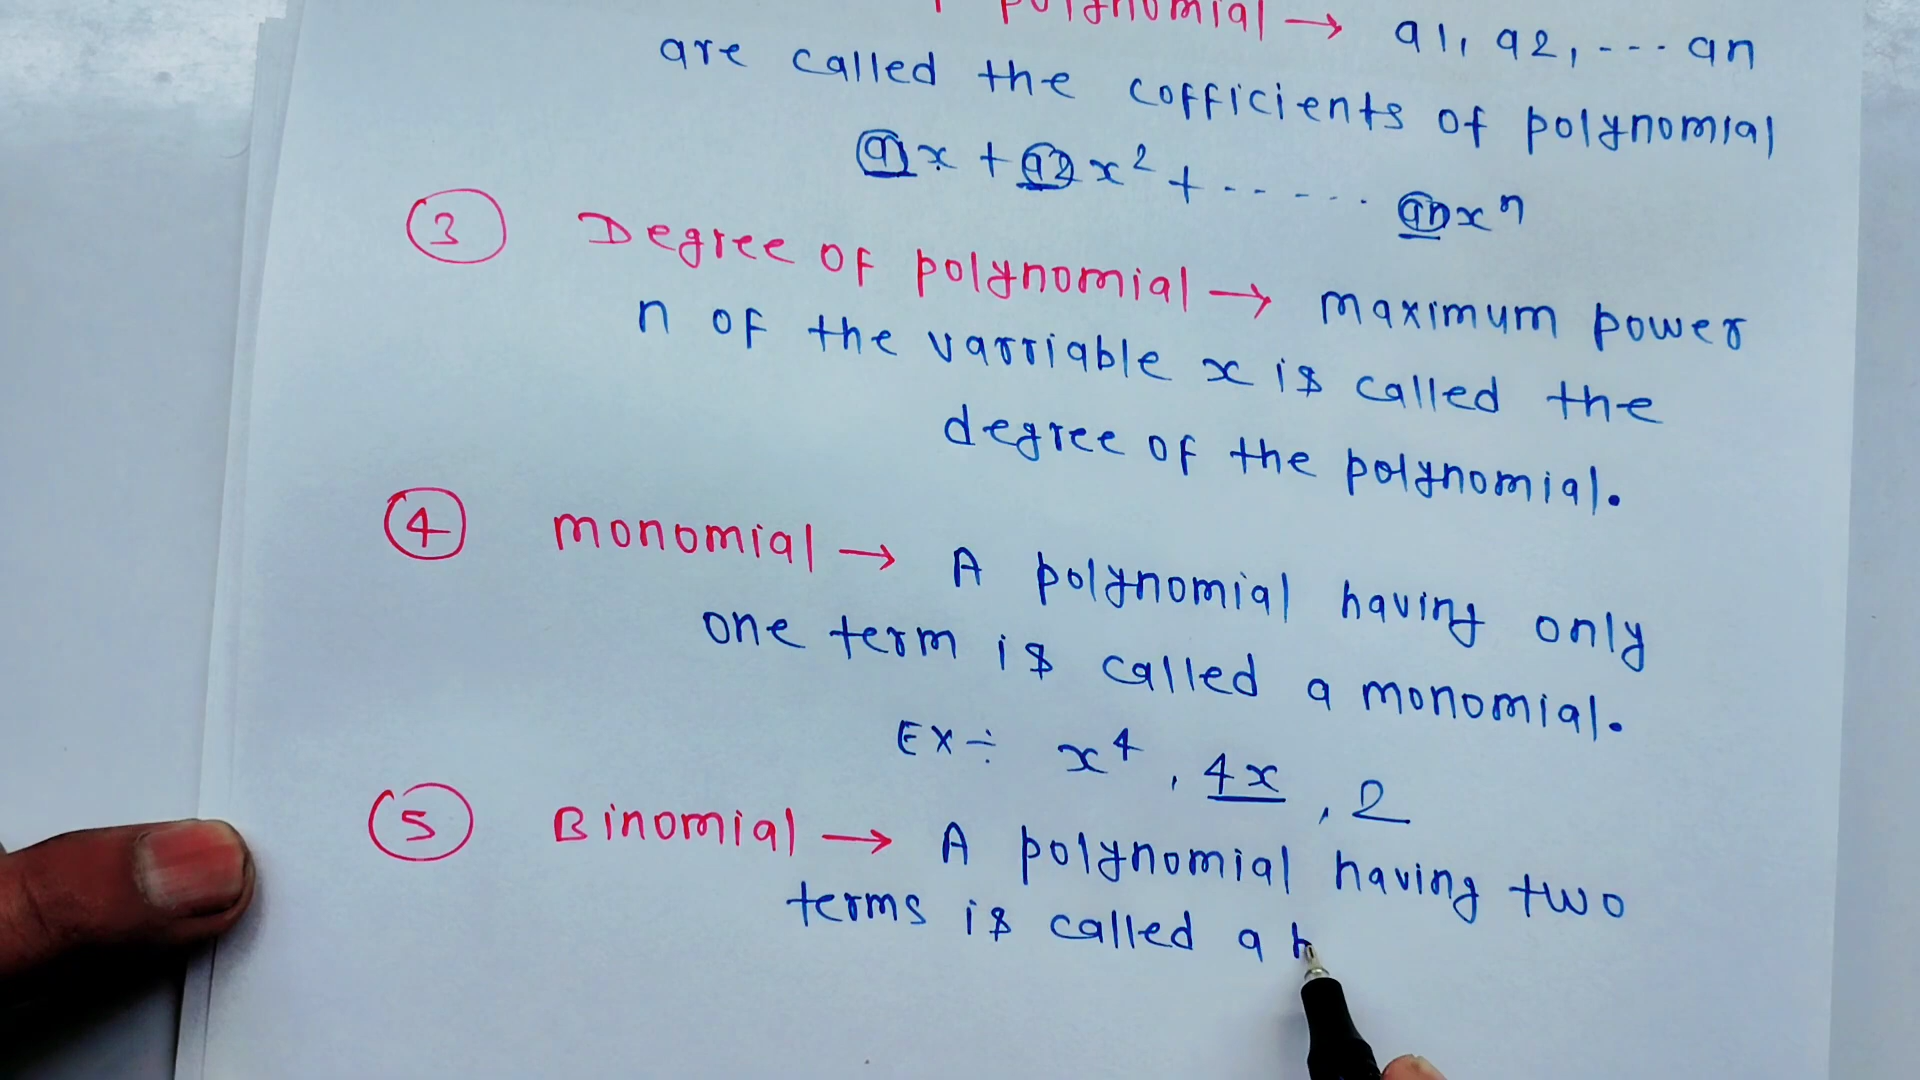 polynomial → a1, a2, --- an
are called the cofficients of polynomial
a1x + a2x² + ------ anxⁿ
3 Degree of polynomial → maximum power
n of the varriable x is called the
degree of the polynomial.
4 monomial → A polynomial having only
one term is called a monomial.
Ex÷ x⁴, 4x, 2
5 Binomial → A polynomial having two
terms is called a b